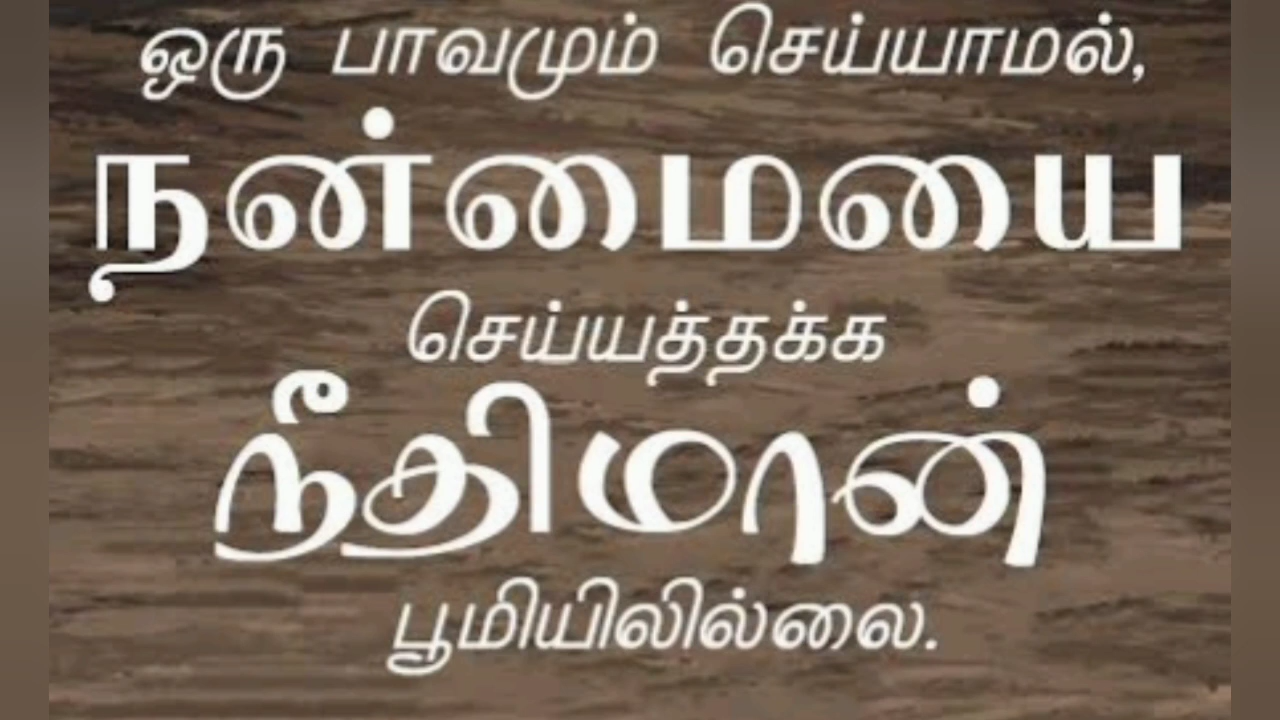 ஒரு பாவமும் செய்யாமல்,
நன்மையை
செய்யத்தக்க
நீதிமான்
பூமியிலில்லை.